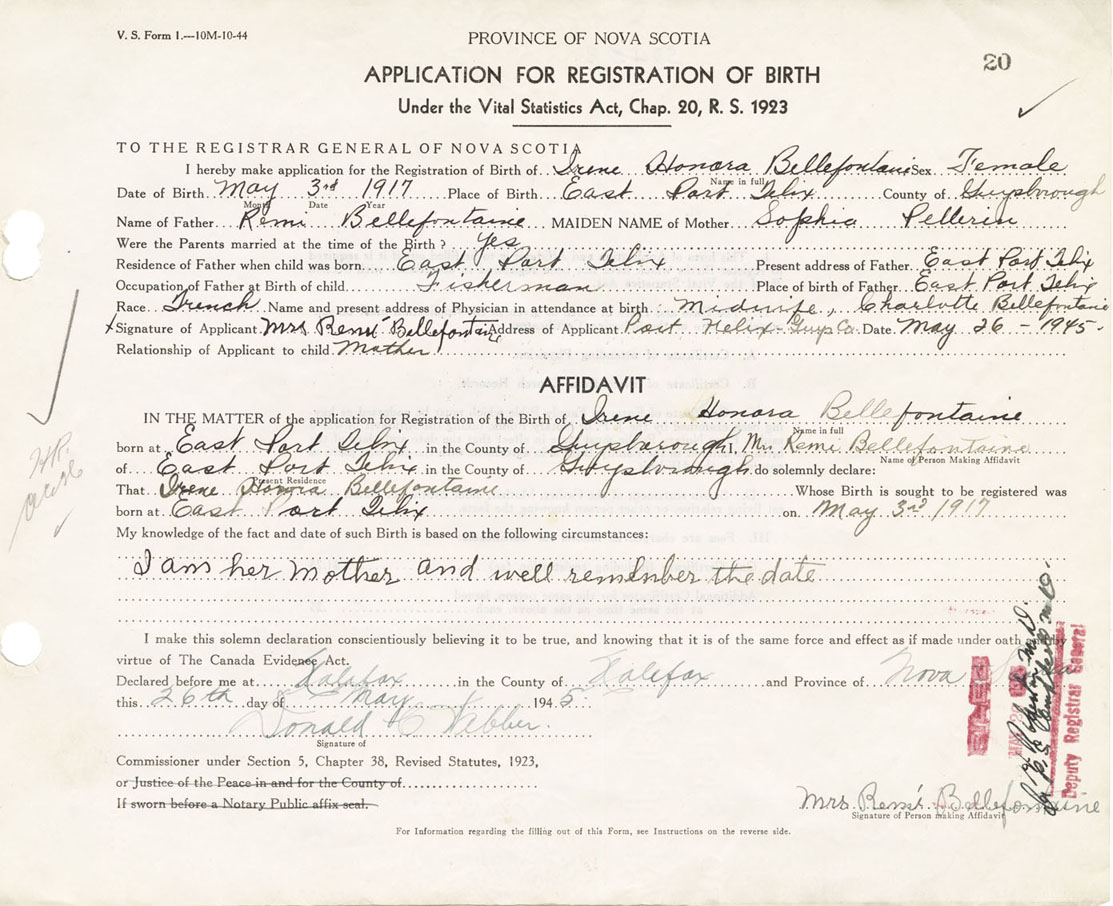 V. S. Form 1.—10M-10-44
PROVINCE OF NOVA SCOTIA
20
APPLICATION FOR REGISTRATION OF BIRTH
Under the Vital Statistics Act, Chap. 20, R. S. 1923
TO THE REGISTRAR GENERAL OF NOVA SCOTIA
I hereby make application for the Registration of Birth of Irene Honora Bellefontaine Sex Female
Name in full
Date of Birth May 3rd 1917 Place of Birth East Port Felix County of Guysborough
Month Date Year
Name of Father Remi Bellefontaine MAIDEN NAME of Mother Sophia Pellerin
Were the Parents married at the time of the Birth? Yes
Residence of Father when child was born East Port Felix Present address of Father East Port Felix
Occupation of Father at Birth of child Fisherman Place of birth of Father East Port Felix
Race French Name and present address of Physician in attendance at birth Midwife, Charlotte Bellefontaine
x Signature of Applicant Mrs Remi Bellefontaine Address of Applicant Port Felix - Guys Co. Date May 26 - 1945.
Relationship of Applicant to child Mother
AFFIDAVIT
IN THE MATTER of the application for Registration of the Birth of Irene Honora Bellefontaine
Name in full
born at East Port Felix in the County of Guysborough I, Mrs Remi Bellefontaine
Name of Person Making Affidavit
of East Port Felix in the County of Guysborough do solemnly declare:
Present Residence
That Irene Honora Bellefontaine Whose Birth is sought to be registered was
born at East Port Felix on May 3rd 1917
My knowledge of the fact and date of such Birth is based on the following circumstances:
I am her mother and well remember the date
I make this solemn declaration conscientiously believing it to be true, and knowing that it is of the same force and effect as if made under oath and by
virtue of The Canada Evidence Act.
Declared before me at Halafax in the County of Halifax and Province of Nova
this 26th day of May 1945.
Donald C Webber.
Signature of
Commissioner under Section 5, Chapter 38, Revised Statutes, 1923,
or Justice of the Peace in and for the County of
If sworn before a Notary Public affix seal.
Mrs. Remi Bellefontaine
Signature of Person making Affidavit
For Information regarding the filling out of this Form, see Instructions on the reverse side.
Deputy Registrar General